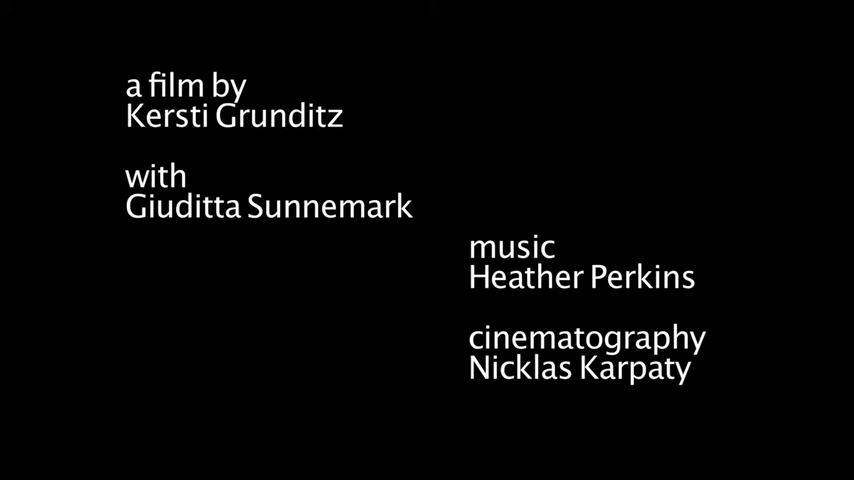 a film by
Kersti Grunditz
with
Giuditta Sunnemark
music
Heather Perkins
cinematography
Nicklas Karpaty